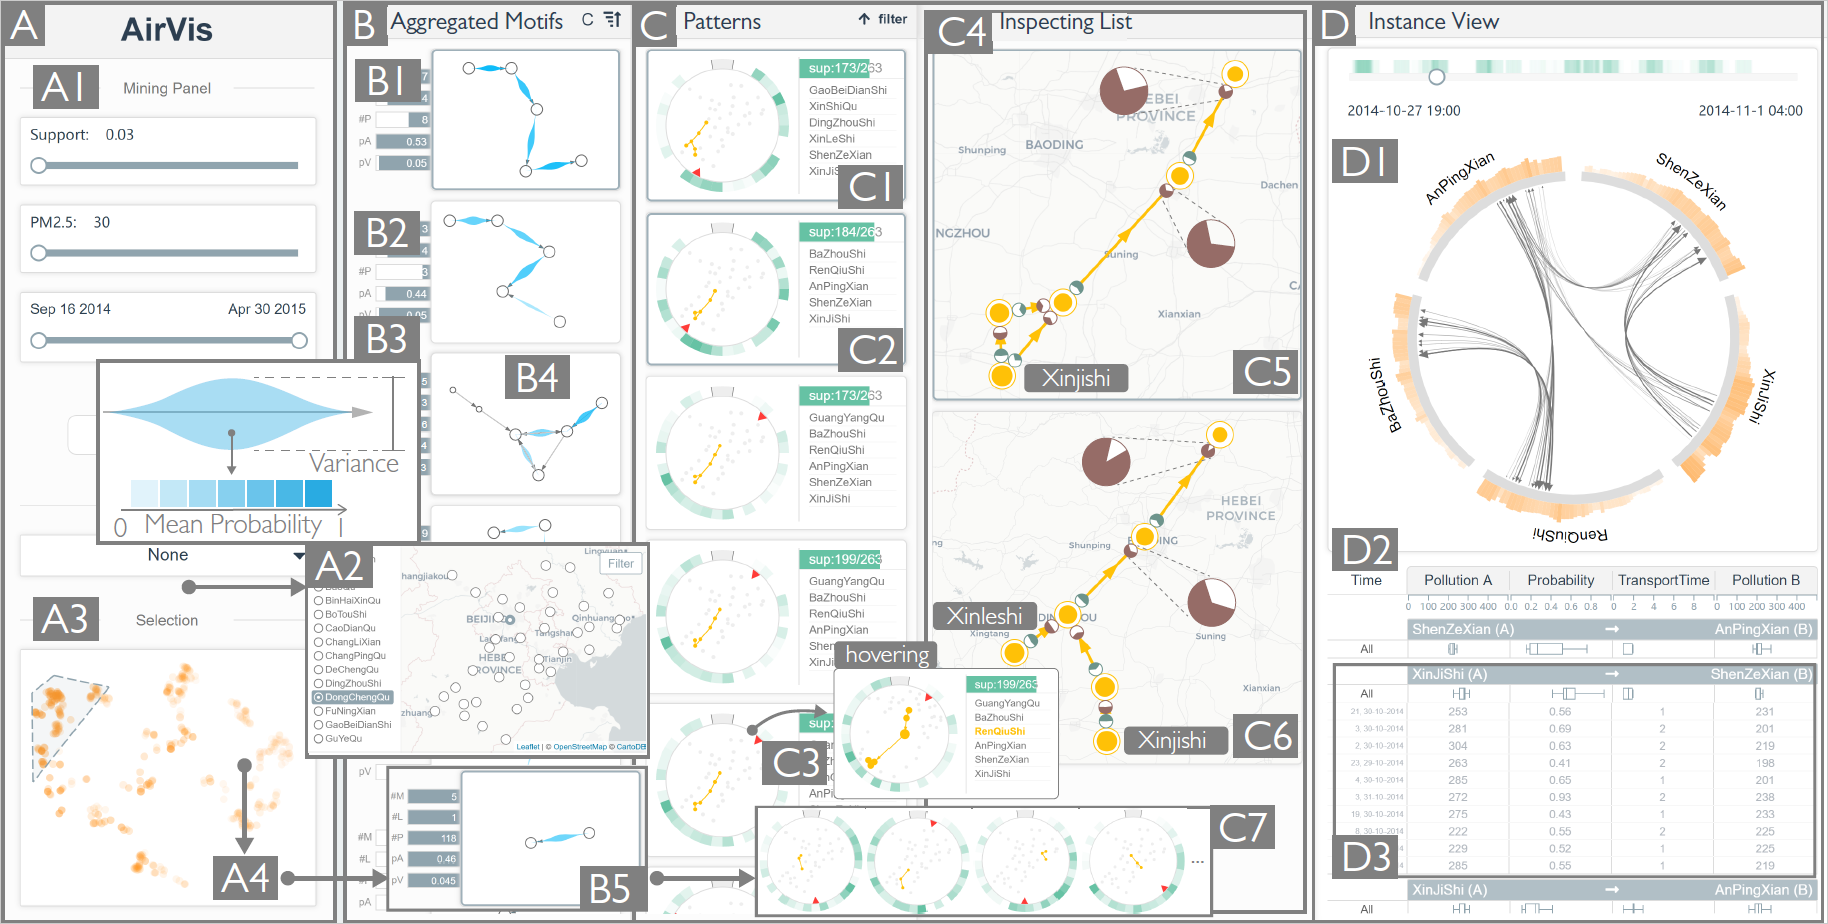 A
AirVis
A1
Mining Panel
Support: 0.03
PM2.5: 30
Sep 16 2014
Apr 30 2015
0
Mean Probability
1
Variance
None
A2
Filter
BinHaiXinQu
BoTouShi
CaoDianQu
ChangLiXian
ChangPingQu
DeChengQu
DingZhouShi
DongChengQu
FuNingXian
GaoBeiDianShi
GuYeQu
Leaflet | © OpenStreetMap © CartoDB
A3
Selection
A4
B
Aggregated Motifs
C
B1
#P
8
pA
0.53
pV
0.05
B2
#P
3
pA
0.44
pV
0.05
B3
B4
pV
#M
#L
pA
#M
5
#L
1
#P
118
pA
0.46
pV
0.045
B5
C
Patterns
filter
sup:173/263
GaoBeiDianShi
XinShiQu
DingZhouShi
XinLeShi
ShenZeXian
C1
sup:184/263
BaZhouShi
RenQiuShi
AnPingXian
ShenZeXian
XinJiShi
C2
sup:173/263
GuangYangQu
BaZhouShi
RenQiuShi
AnPingXian
ShenZeXian
XinJiShi
sup:199/263
GuangYangQu
BaZhouShi
RenQiuShi
AnPingXian
hovering
C3
sup:199/263
GuangYangQu
BaZhouShi
RenQiuShi
AnPingXian
ShenZeXian
XinJiShi
C7
...
C4
Inspecting List
HEBEI
PROVINCE
Shunping
BAODING
Dachen
NGZHOU
Suning
Xianxian
Xinjishi
C5
HEBEI
PROVINCE
Shunping
Xinleshi
Xingtang
Suning
Xianxian
Xinjishi
C6
D
Instance View
2014-10-27 19:00
2014-11-1 04:00
D1
AnPingXian
ShenZeXian
BaZhouShi
XinJiShi
RenQiuShi
D2
Time
Pollution A
Probability
TransportTime
Pollution B
0 100 200 300 400
0.0 0.2 0.4 0.6 0.8
0 2 4 6 8
0 100 200 300 400
ShenZeXian (A) → AnPingXian (B)
All
XinJiShi (A) → ShenZeXian (B)
All
21, 30-10-2014 253 0.56 1 231
3, 30-10-2014 281 0.69 2 201
2, 30-10-2014 304 0.63 2 219
23, 29-10-2014 263 0.41 2 198
4, 30-10-2014 285 0.65 1 201
3, 31-10-2014 272 0.93 2 238
19, 30-10-2014 275 0.43 1 233
8, 30-10-2014 222 0.55 2 225
229 0.52 1 225
285 0.55 1 219
D3
XinJiShi (A) → AnPingXian (B)
All